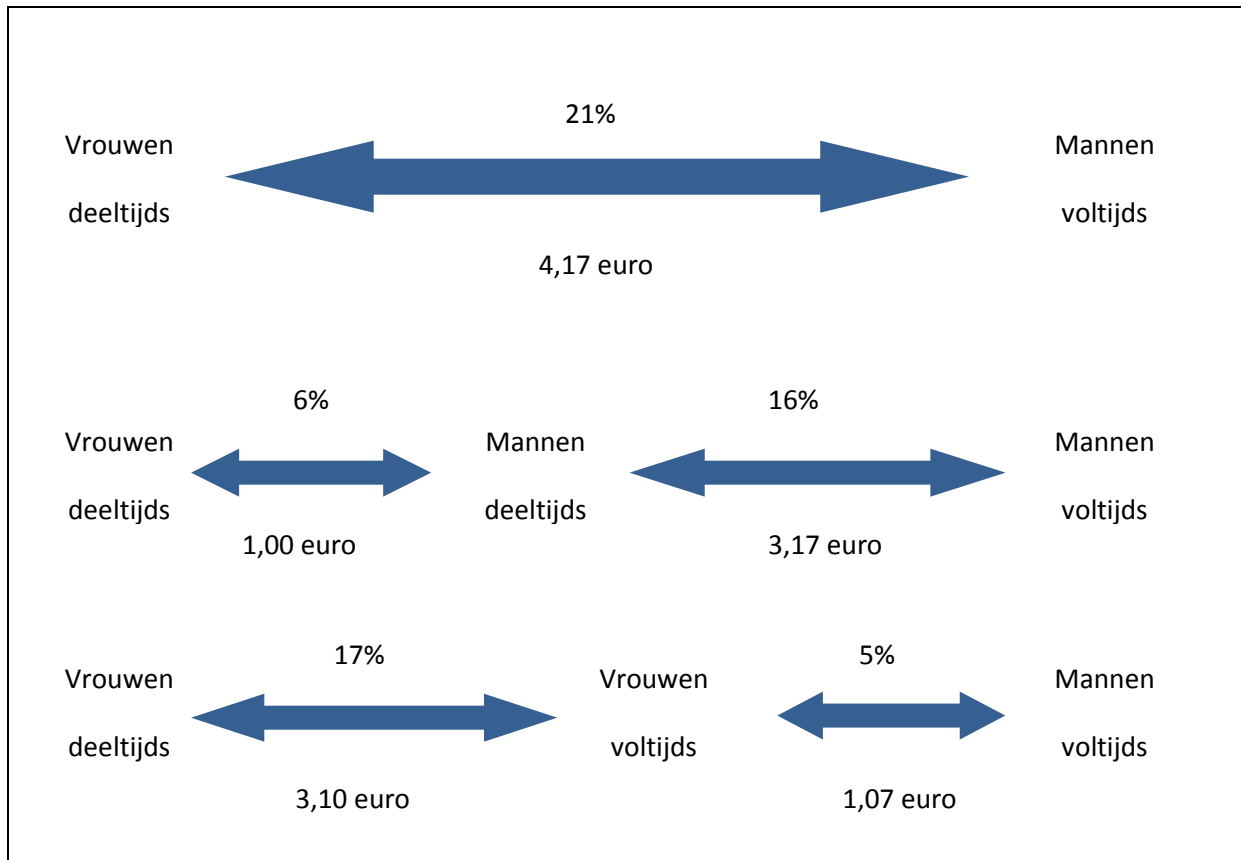 21%
Vrouwen
deeltijds
Mannen
voltijds
4,17 euro
6%
16%
Vrouwen
deeltijds
Mannen
deeltijds
Mannen
voltijds
1,00 euro
3,17 euro
17%
5%
Vrouwen
deeltijds
Vrouwen
voltijds
Mannen
voltijds
3,10 euro
1,07 euro